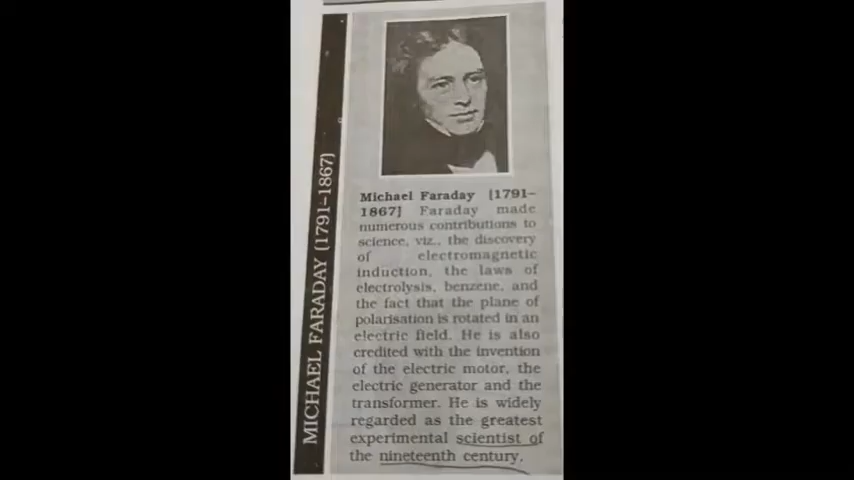 MICHAEL FARADAY (1791–1867)
Michael Faraday [1791–
1867] Faraday made
numerous contributions to
science, viz., the discovery
of electromagnetic
induction, the laws of
electrolysis, benzene, and
the fact that the plane of
polarisation is rotated in an
electric field. He is also
credited with the invention
of the electric motor, the
electric generator and the
transformer. He is widely
regarded as the greatest
experimental scientist of
the nineteenth century.